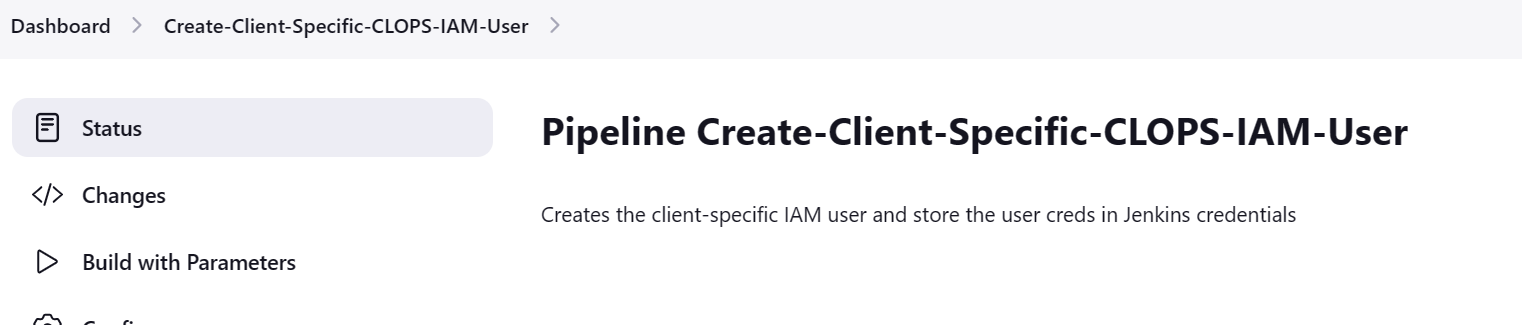 Dashboard > Create-Client-Specific-CLOPS-IAM-User >
Status
Pipeline Create-Client-Specific-CLOPS-IAM-User
Changes
Creates the client-specific IAM user and store the user creds in Jenkins credentials
Build with Parameters